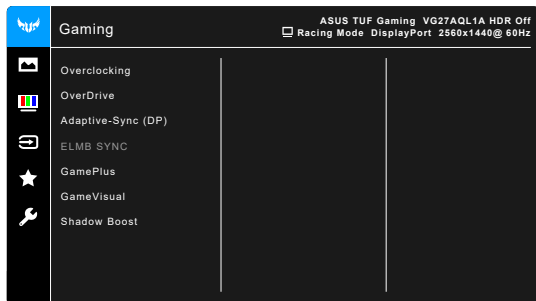 Gaming
ASUS TUF Gaming VG27AQL1A HDR Off
Racing Mode DisplayPort 2560x1440@ 60Hz
Overclocking
OverDrive
Adaptive-Sync (DP)
ELMB SYNC
GamePlus
GameVisual
Shadow Boost